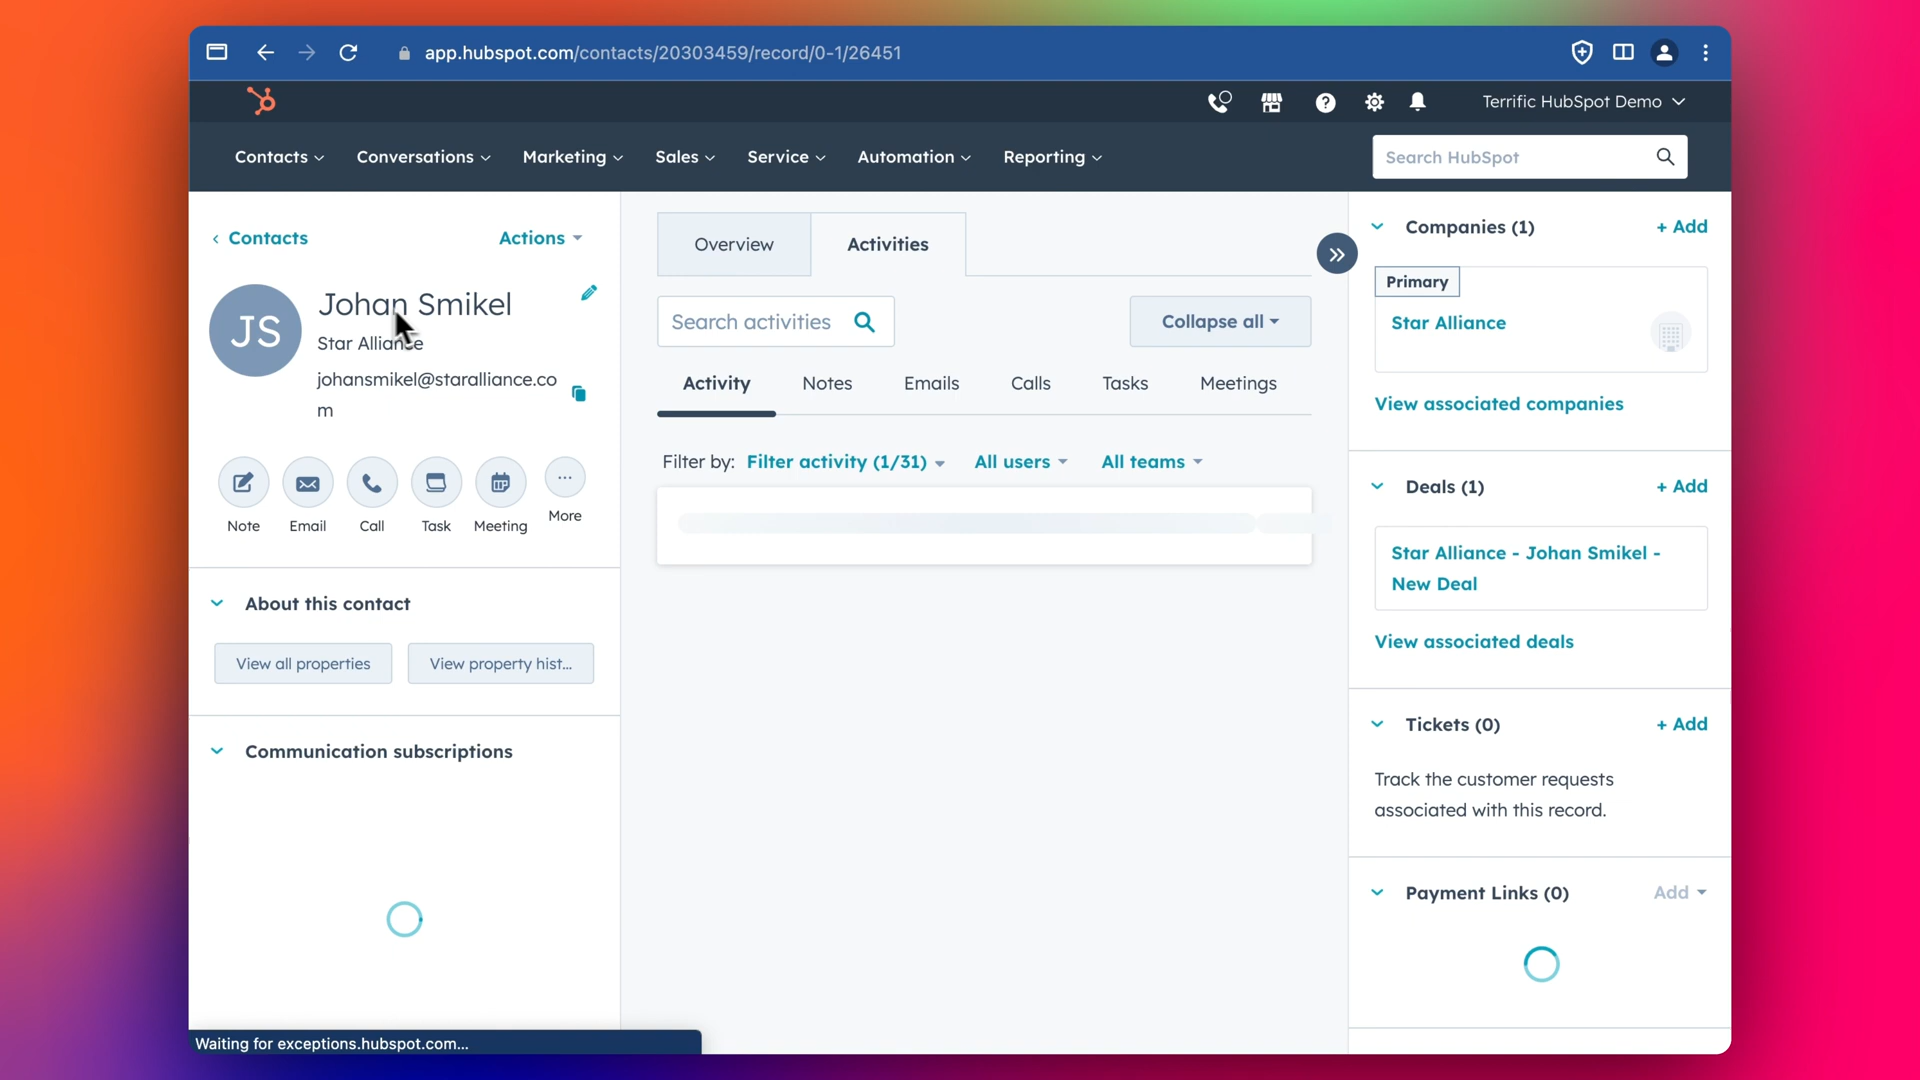 app.hubspot.com/contacts/20303459/record/0-1/26451
Terrific HubSpot Demo
Contacts
Conversations
Marketing
Sales
Service
Automation
Reporting
Search HubSpot
Contacts
Actions
JS
Johan Smikel
Star Alliance
johansmikel@staralliance.co
m
Note
Email
Call
Task
Meeting
More
About this contact
View all properties
View property hist...
Communication subscriptions
Waiting for exceptions.hubspot.com...
Overview
Activities
Search activities
Collapse all
Activity
Notes
Emails
Calls
Tasks
Meetings
Filter by: Filter activity (1/31)
All users
All teams
Companies (1)
+ Add
Primary
Star Alliance
View associated companies
Deals (1)
+ Add
Star Alliance - Johan Smikel -
New Deal
View associated deals
Tickets (0)
+ Add
Track the customer requests
associated with this record.
Payment Links (0)
Add